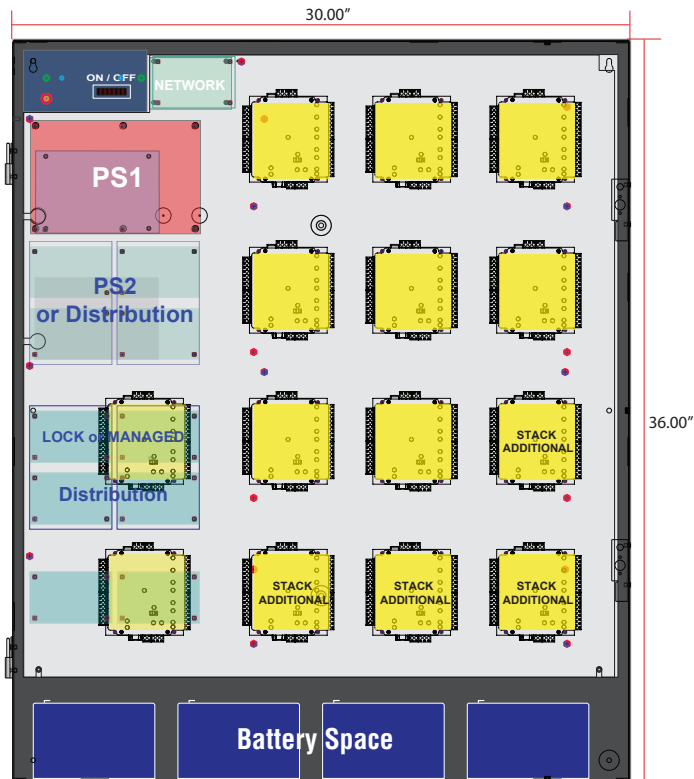 30.00”
ON / OFF
NETWORK
PS1
PS2
or Distribution
36.00”
LOCK or MANAGED
Distribution
STACK
ADDITIONAL
STACK
ADDITIONAL
STACK
ADDITIONAL
STACK
ADDITIONAL
Battery Space